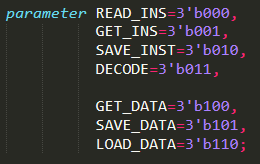 parameter READ_INS=3'b000,
GET_INS=3'b001,
SAVE_INST=3'b010,
DECODE=3'b011,
GET_DATA=3'b100,
SAVE_DATA=3'b101,
LOAD_DATA=3'b110;